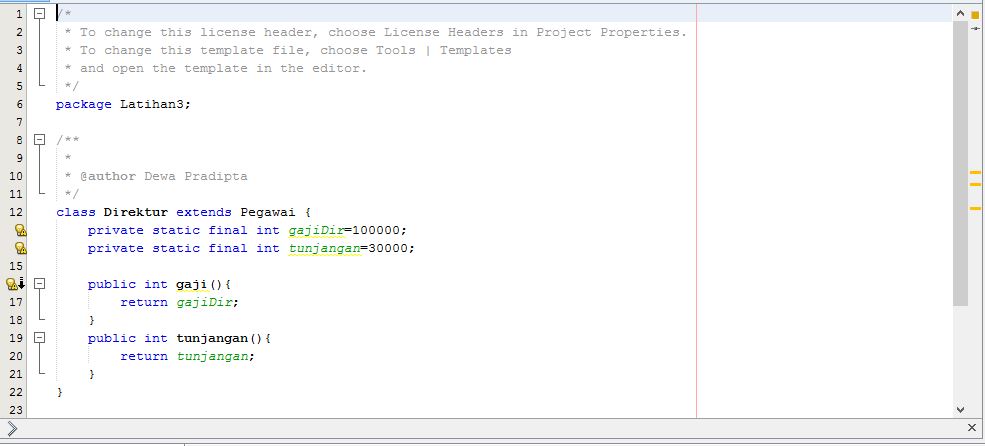 1 /*
2 * To change this license header, choose License Headers in Project Properties.
3 * To change this template file, choose Tools | Templates
4 * and open the template in the editor.
5 */
6 package Latihan3;
7
8 /**
9 *
10 * @author Dewa Pradipta
11 */
12 class Direktur extends Pegawai {
private static final int gajiDir=100000;
private static final int tunjangan=30000;
15
public int gaji(){
17 return gajiDir;
18 }
19 public int tunjangan(){
20 return tunjangan;
21 }
22 }
23